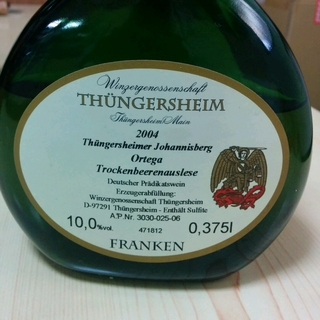 Winzergenossenschaft
THÜNGERSHEIM
Thüngersheim/Main
2004
Thüngersheimer Johannisberg
Ortega
Trockenbeerenauslese
Deutscher Prädikatswein
Erzeugerabfüllung:
Winzergenossenschaft Thüngersheim
D-97291 Thüngersheim - Enthält Sulfite
A.P.Nr. 3030-025-06
10,0%vol. 471812 0,375l
FRANKEN